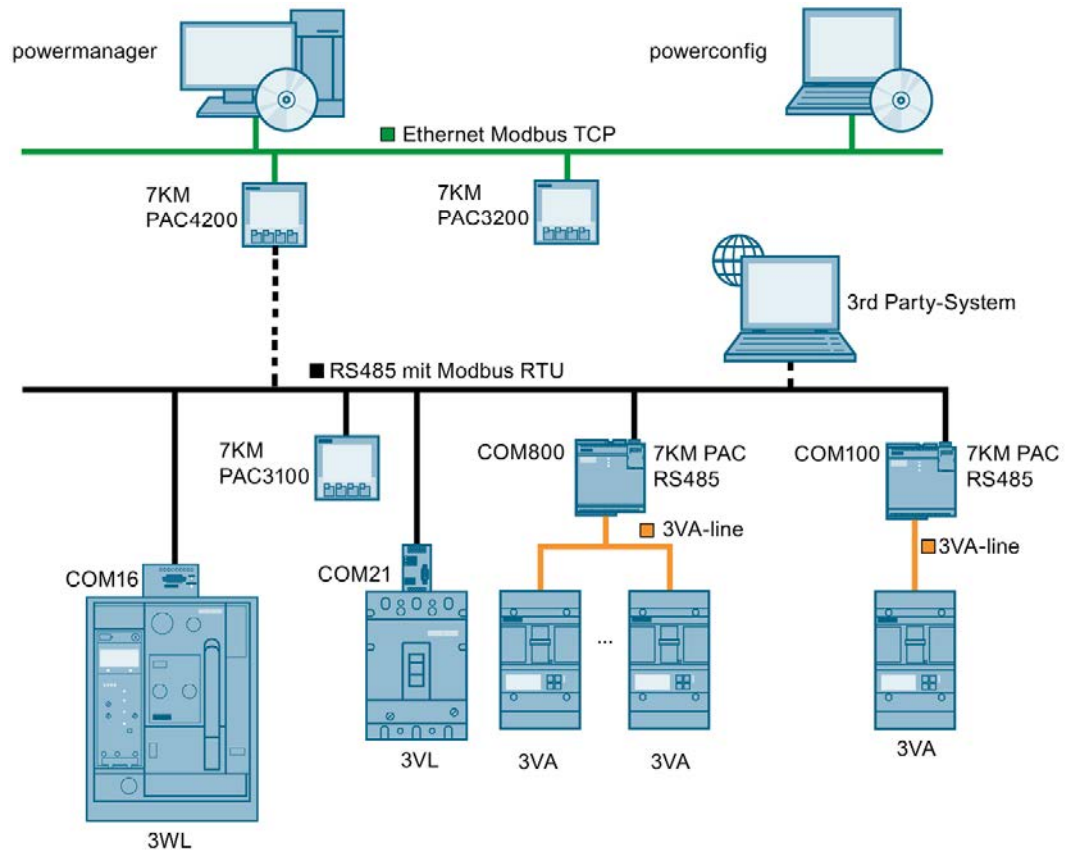 powermanager
powerconfig
Ethernet Modbus TCP
7KM
PAC4200
7KM
PAC3200
3rd Party-System
RS485 mit Modbus RTU
7KM
PAC3100
COM800
7KM PAC
RS485
COM100
7KM PAC
RS485
3VA-line
3VA-line
COM16
COM21
...
3VL
3VA
3VA
3VA
3WL